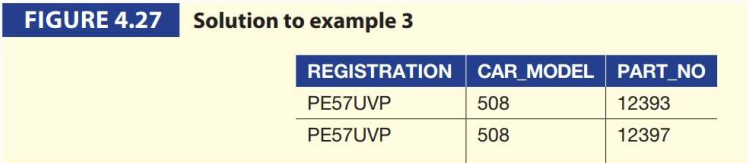 FIGURE 4.27 Solution to example 3
REGISTRATION CAR_MODEL PART_NO
PE57UVP 508 12393
PE57UVP 508 12397